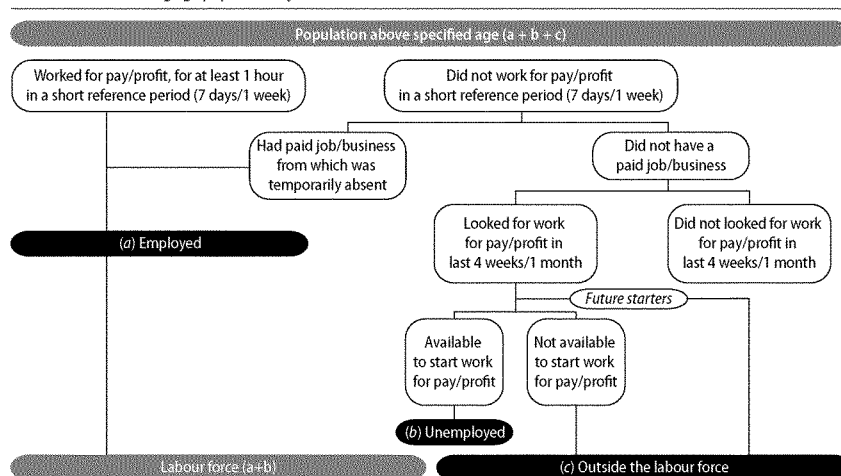 Population above specified age (a + b + c)
Worked for pay/profit, for at least 1 hour
in a short reference period (7 days/1 week)
Did not work for pay/profit
in a short reference period (7 days/1 week)
Had paid job/business
from which was
temporarily absent
Did not have a
paid job/business
Looked for work
for pay/profit in
last 4 weeks/1 month
Did not looked for work
for pay/profit in
last 4 weeks/1 month
(a) Employed
Future starters
Available
to start work
for pay/profit
Not available
to start work
for pay/profit
(b) Unemployed
Labour force (a+b)
(c) Outside the labour force